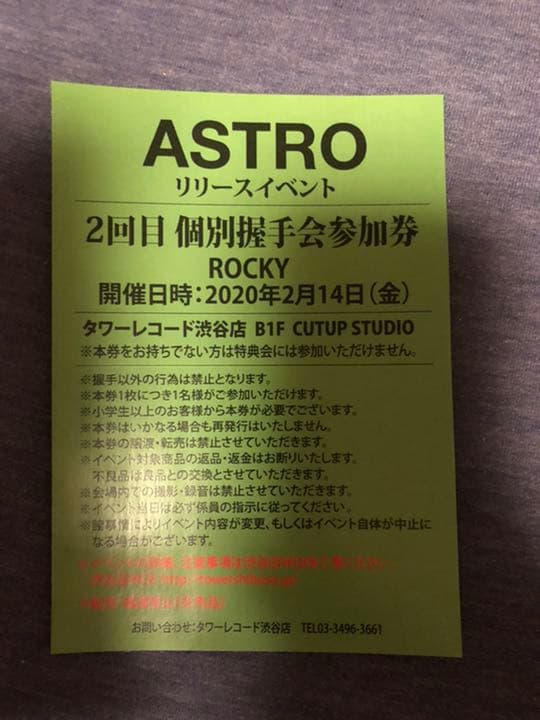 ASTRO
リリースイベント
2回目 個別握手会参加券
ROCKY
開催日時:2020年2月14日(金)
タワーレコード渋谷店 B1F CUTUP STUDIO
※本券をお持ちでない方は特典会には参加いただけません。
※握手以外の行為は禁止となります。
※本券1枚につき1名様がご参加いただけます。
※小学生以上のお客様から本券が必要でございます。
※本券はいかなる場合も再発行はいたしません。
※本券の譲渡・転売は禁止させていただきます。
※イベント対象商品の返品・返金はお断りいたします。
不良品は良品との交換とさせていただきます。
※会場内での撮影・録音は禁止させていただきます。
※イベント当日は必ず係員の指示に従ってください。
※諸事情によりイベント内容が変更、もしくはイベント自体が中止に
なる場合がございます。
お問い合わせ:タワーレコード渋谷店 TEL03-3496-3661